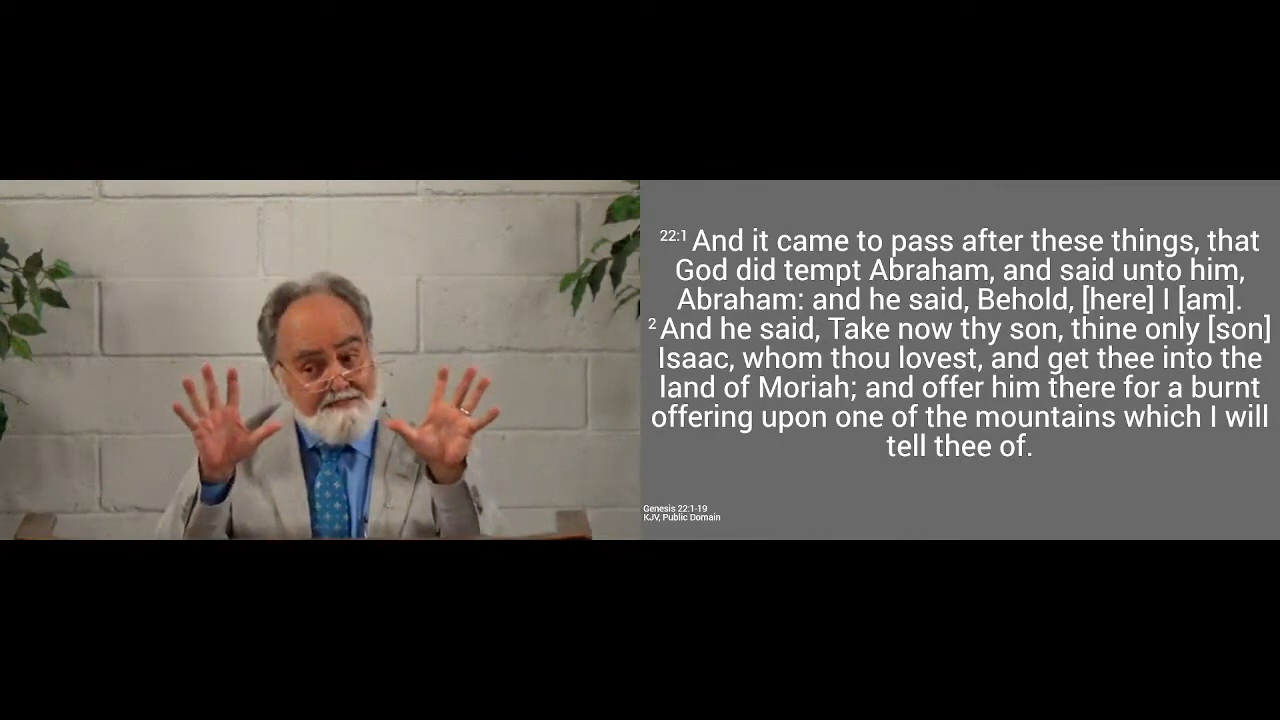 22:1 And it came to pass after these things, that
God did tempt Abraham, and said unto him,
Abraham: and he said, Behold, [here] I [am].
2 And he said, Take now thy son, thine only [son]
Isaac, whom thou lovest, and get thee into the
land of Moriah; and offer him there for a burnt
offering upon one of the mountains which I will
tell thee of.
Genesis 22:1-19
KJV, Public Domain